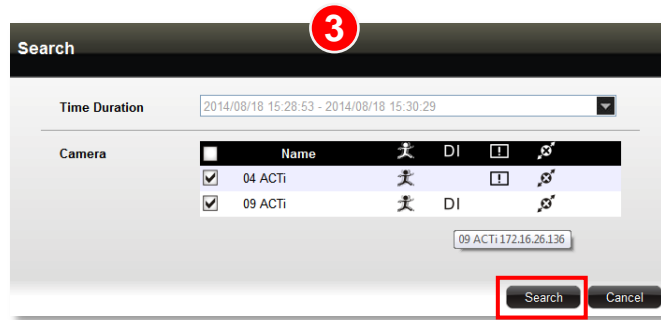 3
Search
Time Duration
2014/08/18 15:28:53 - 2014/08/18 15:30:29
Camera
Name DI
04 ACTi
09 ACTi DI
09 ACTi 172.16.26.136
Search Cancel